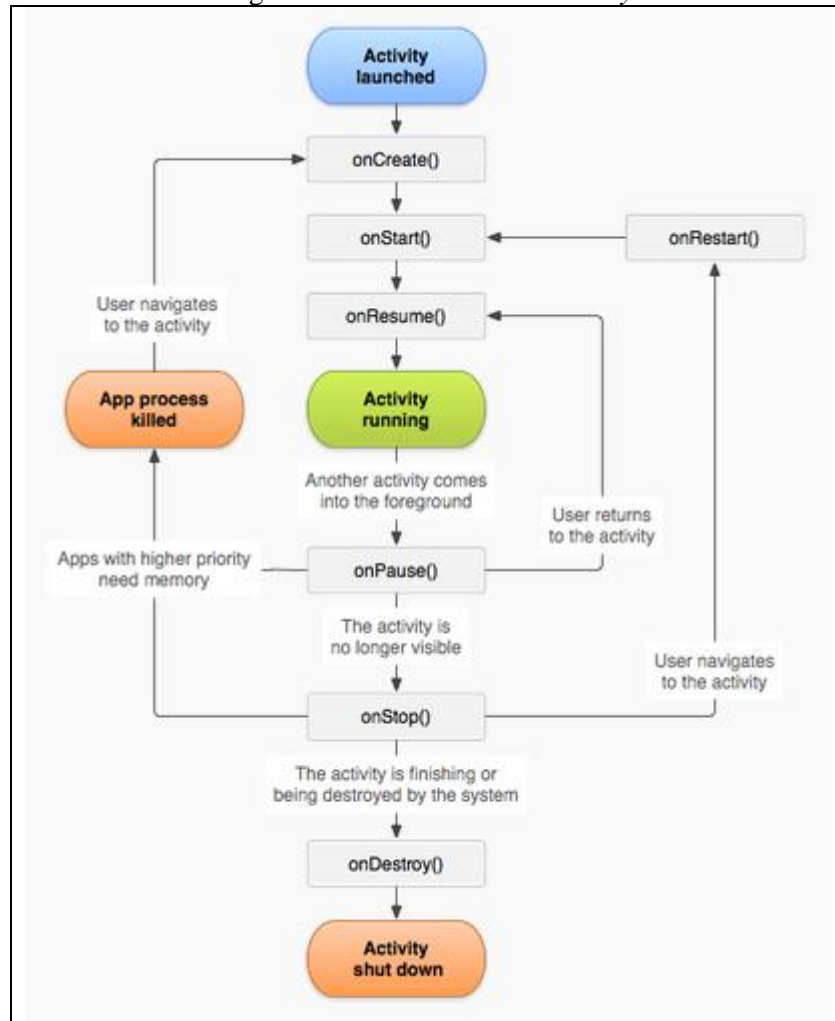 Activity
launched
onCreate()
onStart()
onRestart()
onResume()
User navigates
to the activity
App process
killed
Activity
running
Another activity comes
into the foreground
User returns
to the activity
Apps with higher priority
need memory
onPause()
The activity is
no longer visible
User navigates
to the activity
onStop()
The activity is finishing or
being destroyed by the system
onDestroy()
Activity
shut down